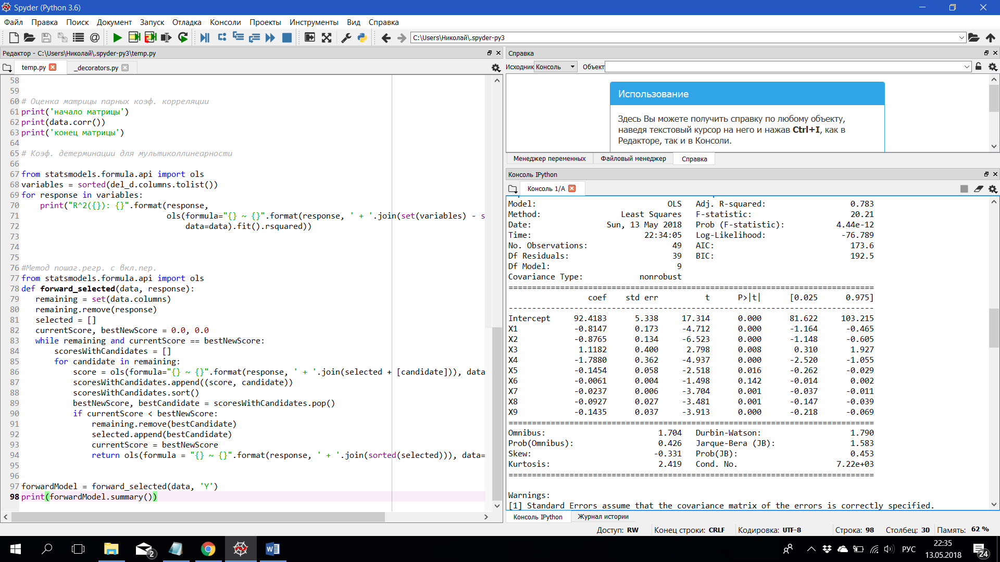 Spyder (Python 3.6)
Файл Правка Поиск Документ Запуск Отладка Консоли Проекты Инструменты Вид Справка
C:\Users\Николай\.spyder-py3
Редактор - C:\Users\Николай\.spyder-py3\temp.py
temp.py _decorators.py
58
59
60 # Оценка матрицы парных коэф. корреляции
61 print('начало матрицы')
62 print(data.corr())
63 print('конец матрицы')
64
65 # Коэф. детерминации для мультиколлинеарности
66
67 from statsmodels.formula.api import ols
68 variables = sorted(del_d.columns.tolist())
69 for response in variables:
70     print("R^2({}): {}".format(response,
71                                ols(formula="{} ~ {}".format(response, ' + '.join(set(variables) - s
72                                    data=data).fit().rsquared))
73
74
75
76 #Метод пошаг.регр. с вкл.пер.
77 from statsmodels.formula.api import ols
78 def forward_selected(data, response):
79    remaining = set(data.columns)
80    remaining.remove(response)
81    selected = []
82    currentScore, bestNewScore = 0.0, 0.0
83    while remaining and currentScore == bestNewScore:
84        scoresWithCandidates = []
85        for candidate in remaining:
86            score = ols(formula="{} ~ {}".format(response, ' + '.join(selected + [candidate])), data
87            scoresWithCandidates.append((score, candidate))
88            scoresWithCandidates.sort()
89            bestNewScore, bestCandidate = scoresWithCandidates.pop()
90            if currentScore < bestNewScore:
91                remaining.remove(bestCandidate)
92                selected.append(bestCandidate)
93                currentScore = bestNewScore
94                return ols(formula = "{} ~ {}".format(response, ' + '.join(sorted(selected))), data=
95
96
97 forwardModel = forward_selected(data, 'Y')
98 print(forwardModel.summary())
Справка
Исходник Консоль Объект
Использование
Здесь Вы можете получить справку по любому объекту,
наведя текстовый курсор на него и нажав Ctrl+I, как в
Редакторе, так и в Консоли.
Менеджер переменных Файловый менеджер Справка
Консоль IPython
Консоль 1/A
Model: OLS Adj. R-squared: 0.783
Method: Least Squares F-statistic: 20.21
Date: Sun, 13 May 2018 Prob (F-statistic): 4.44e-12
Time: 22:34:05 Log-Likelihood: -76.789
No. Observations: 49 AIC: 173.6
Df Residuals: 39 BIC: 192.5
Df Model: 9
Covariance Type: nonrobust
==============================================================================
coef std err t P>|t| [0.025 0.975]
------------------------------------------------------------------------------
Intercept 92.4183 5.338 17.314 0.000 81.622 103.215
X1 -0.8147 0.173 -4.712 0.000 -1.164 -0.465
X2 -0.8765 0.134 -6.523 0.000 -1.148 -0.605
X3 1.1182 0.400 2.798 0.008 0.310 1.927
X4 -1.7880 0.362 -4.937 0.000 -2.520 -1.055
X5 -0.1454 0.058 -2.518 0.016 -0.262 -0.029
X6 -0.0061 0.004 -1.498 0.142 -0.014 0.002
X7 -0.0237 0.006 -3.704 0.001 -0.037 -0.011
X8 -0.0927 0.027 -3.481 0.001 -0.147 -0.039
X9 -0.1435 0.037 -3.913 0.000 -0.218 -0.069
==============================================================================
Omnibus: 1.704 Durbin-Watson: 1.790
Prob(Omnibus): 0.426 Jarque-Bera (JB): 1.583
Skew: -0.331 Prob(JB): 0.453
Kurtosis: 2.419 Cond. No. 7.22e+03
==============================================================================
Warnings:
[1] Standard Errors assume that the covariance matrix of the errors is correctly specified.
Консоль IPython Журнал истории
Доступ: RW Конец строки: CRLF Кодировка: UTF-8 Строка: 98 Столбец: 30 Память: 62 %
2 РУС 22:35 24
13.05.2018